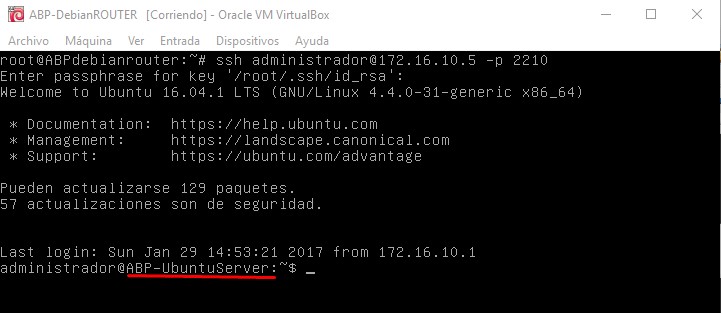 ABP-DebianROUTER [Corriendo] - Oracle VM VirtualBox
Archivo Máquina Ver Entrada Dispositivos Ayuda
root@ABPdebianrouter:~# ssh administrador@172.16.10.5 -p 2210
Enter passphrase for key '/root/.ssh/id_rsa':
Welcome to Ubuntu 16.04.1 LTS (GNU/Linux 4.4.0-31-generic x86_64)
* Documentation: https://help.ubuntu.com
* Management: https://landscape.canonical.com
* Support: https://ubuntu.com/advantage
Pueden actualizarse 129 paquetes.
57 actualizaciones son de seguridad.
Last login: Sun Jan 29 14:53:21 2017 from 172.16.10.1
administrador@ABP-UbuntuServer:~$ _